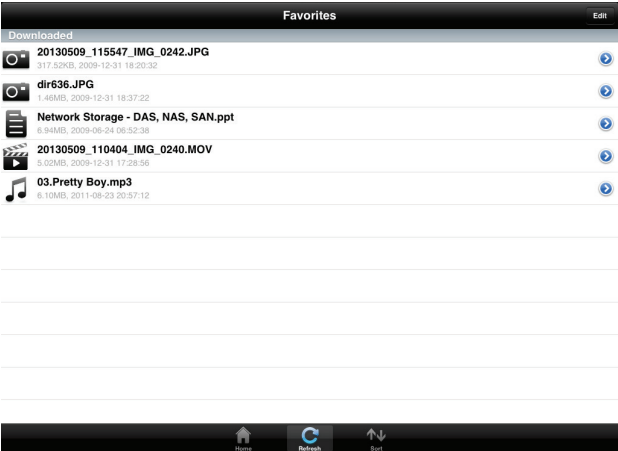 Favorites
Edit
Downloaded
20130509_115547_IMG_0242.JPG
317.52KB, 2009-12-31 18:20:32
dir636.JPG
1.46MB, 2009-12-31 18:37:22
Network Storage - DAS, NAS, SAN.ppt
6.94MB, 2009-06-24 06:52:38
20130509_110404_IMG_0240.MOV
5.02MB, 2009-12-31 17:28:56
03.Pretty Boy.mp3
6.10MB, 2011-08-23 20:57:12
Home
Refresh
Sort